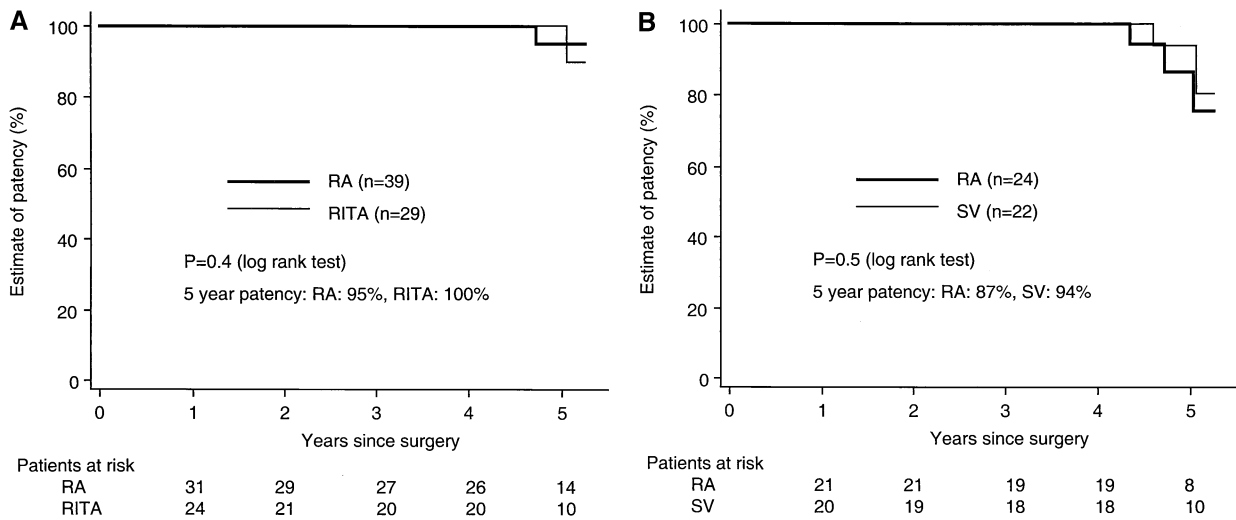 A
Estimate of patency (%)
100
80
60
40
20
0
RA (n=39)
RITA (n=29)
P=0.4 (log rank test)
5 year patency: RA: 95%, RITA: 100%
0 1 2 3 4 5
Years since surgery
Patients at risk
RA 31 29 27 26 14
RITA 24 21 20 20 10
B
Estimate of patency (%)
100
80
60
40
20
0
RA (n=24)
SV (n=22)
P=0.5 (log rank test)
5 year patency: RA: 87%, SV: 94%
0 1 2 3 4 5
Years since surgery
Patients at risk
RA 21 21 19 19 8
SV 20 19 18 18 10